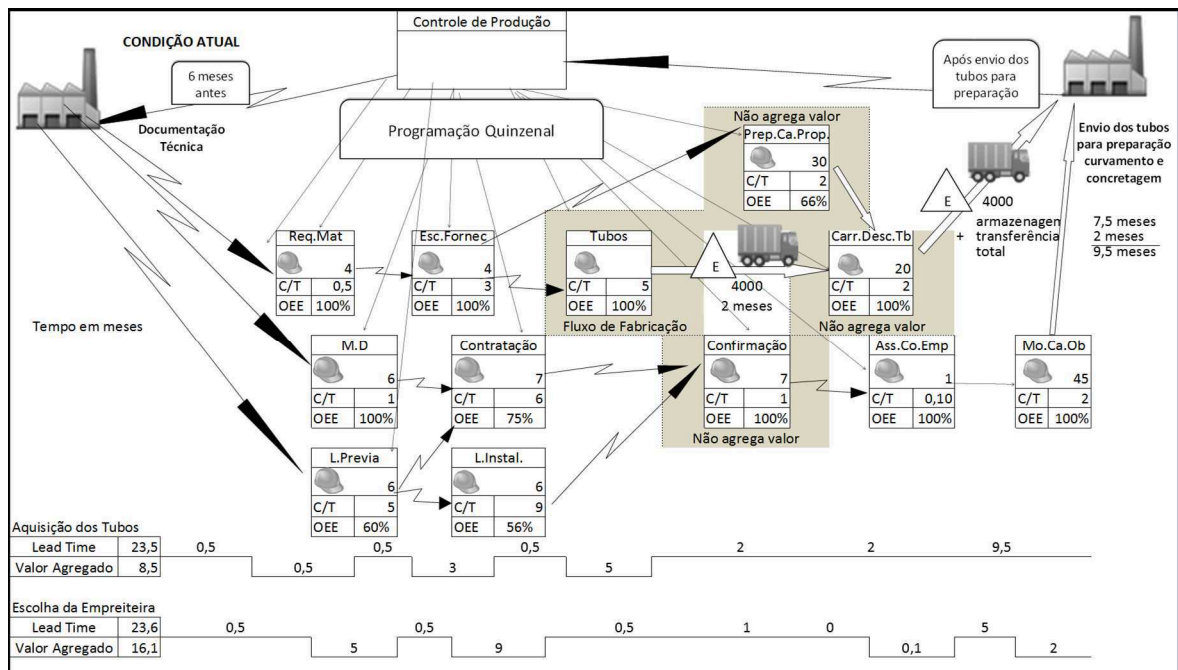 Controle de Produção
CONDIÇÃO ATUAL
6 meses
antes
Após envio dos
tubos para
preparação
Documentação
Técnica
Programação Quinzenal
Não agrega valor
Prep.Ca.Prop.
30
C/T 2
OEE 66%
Envio dos tubos
para preparação
curvamento e
concretagem
E
4000
armazenagen 7,5 meses
+ transferência 2 meses
total 9,5 meses
Req.Mat
4
C/T 0,5
OEE 100%
Esc.Fornec
4
C/T 3
OEE 100%
Tubos
5
C/T 5
OEE 100%
Fluxo de Fabricação
E
4000
2 meses
Carr.Desc.Tb
20
C/T 2
OEE 100%
Não agrega valor
Tempo em meses
M.D
6
C/T 1
OEE 100%
Contratação
7
C/T 6
OEE 75%
Confirmação
7
C/T 1
OEE 100%
Não agrega valor
Ass.Co.Emp
1
C/T 0,10
OEE 100%
Mo.Ca.Ob
45
C/T 2
OEE 100%
L.Previa
6
C/T 5
OEE 60%
L.Instal.
6
C/T 9
OEE 56%
Aquisição dos Tubos
Lead Time 23,5 0,5 0,5 0,5 2 2 9,5
Valor Agregado 8,5 0,5 3 5
Escolha da Empreiteira
Lead Time 23,6 0,5 0,5 0,5 1 0 5
Valor Agregado 16,1 5 9 0,1 2